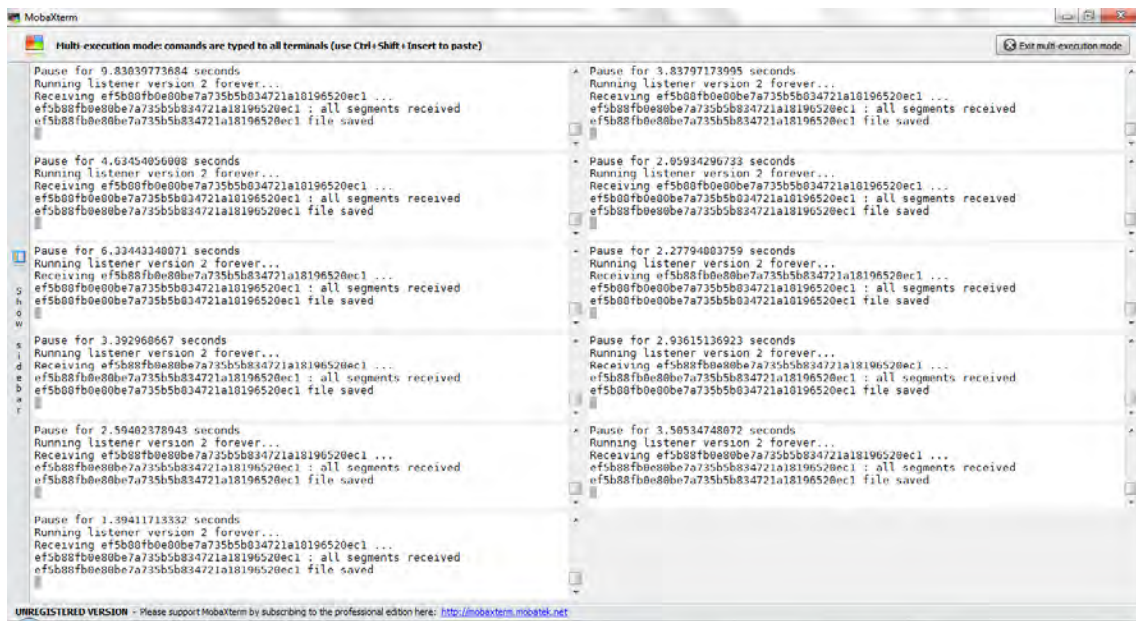 MobaXterm
Multi-execution mode: comands are typed to all terminals (use Ctrl+Shift+Insert to paste)
Exit multi-execution mode
Show sidebar
Pause for 9.83039773684 seconds
Running listener version 2 forever...
Receiving ef5b88fb0e80be7a735b5b834721a18196520ec1 ...
ef5b88fb0e80be7a735b5b834721a18196520ec1 : all segments received
ef5b88fb0e80be7a735b5b834721a18196520ec1 file saved
Pause for 3.83797173995 seconds
Running listener version 2 forever...
Receiving ef5b88fb0e80be7a735b5b834721a18196520ec1 ...
ef5b88fb0e80be7a735b5b834721a18196520ec1 : all segments received
ef5b88fb0e80be7a735b5b834721a18196520ec1 file saved
Pause for 4.63454056008 seconds
Running listener version 2 forever...
Receiving ef5b88fb0e80be7a735b5b834721a18196520ec1 ...
ef5b88fb0e80be7a735b5b834721a18196520ec1 : all segments received
ef5b88fb0e80be7a735b5b834721a18196520ec1 file saved
Pause for 2.05934296733 seconds
Running listener version 2 forever...
Receiving ef5b88fb0e80be7a735b5b834721a18196520ec1 ...
ef5b88fb0e80be7a735b5b834721a18196520ec1 : all segments received
ef5b88fb0e80be7a735b5b834721a18196520ec1 file saved
Pause for 6.33443340071 seconds
Running listener version 2 forever...
Receiving ef5b88fb0e80be7a735b5b834721a18196520ec1 ...
ef5b88fb0e80be7a735b5b834721a18196520ec1 : all segments received
ef5b88fb0e80be7a735b5b834721a18196520ec1 file saved
Pause for 2.27794803759 seconds
Running listener version 2 forever...
Receiving ef5b88fb0e80be7a735b5b834721a18196520ec1 ...
ef5b88fb0e80be7a735b5b834721a18196520ec1 : all segments received
ef5b88fb0e80be7a735b5b834721a18196520ec1 file saved
Pause for 3.392960667 seconds
Running listener version 2 forever...
Receiving ef5b88fb0e80be7a735b5b834721a18196520ec1 ...
ef5b88fb0e80be7a735b5b834721a18196520ec1 : all segments received
ef5b88fb0e80be7a735b5b834721a18196520ec1 file saved
Pause for 2.93615136923 seconds
Running listener version 2 forever...
Receiving ef5b88fb0e80be7a735b5b834721a18196520ec1 ...
ef5b88fb0e80be7a735b5b834721a18196520ec1 : all segments received
ef5b88fb0e80be7a735b5b834721a18196520ec1 file saved
Pause for 2.59402378943 seconds
Running listener version 2 forever...
Receiving ef5b88fb0e80be7a735b5b834721a18196520ec1 ...
ef5b88fb0e80be7a735b5b834721a18196520ec1 : all segments received
ef5b88fb0e80be7a735b5b834721a18196520ec1 file saved
Pause for 3.50534748072 seconds
Running listener version 2 forever...
Receiving ef5b88fb0e80be7a735b5b834721a18196520ec1 ...
ef5b88fb0e80be7a735b5b834721a18196520ec1 : all segments received
ef5b88fb0e80be7a735b5b834721a18196520ec1 file saved
Pause for 1.39411713332 seconds
Running listener version 2 forever...
Receiving ef5b88fb0e80be7a735b5b834721a18196520ec1 ...
ef5b88fb0e80be7a735b5b834721a18196520ec1 : all segments received
ef5b88fb0e80be7a735b5b834721a18196520ec1 file saved
UNREGISTERED VERSION - Please support MobaXterm by subscribing to the professional edition here: http://mobaxterm.mobatek.net